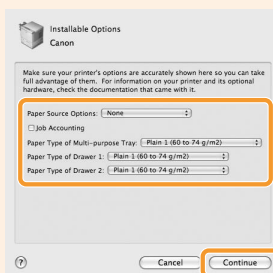 Installable Options
Canon
Make sure your printer's options are accurately shown here so you can take
full advantage of them. For information on your printer and its optional
hardware, check the documentation that came with it.
Paper Source Options: None
Job Accounting
Paper Type of Multi-purpose Tray: Plain 1 (60 to 74 g/m2)
Paper Type of Drawer 1: Plain 1 (60 to 74 g/m2)
Paper Type of Drawer 2: Plain 1 (60 to 74 g/m2)
? Cancel Continue